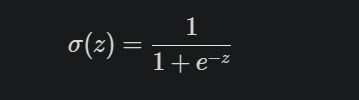 σ(z) = 1 / (1 + e^{-z})